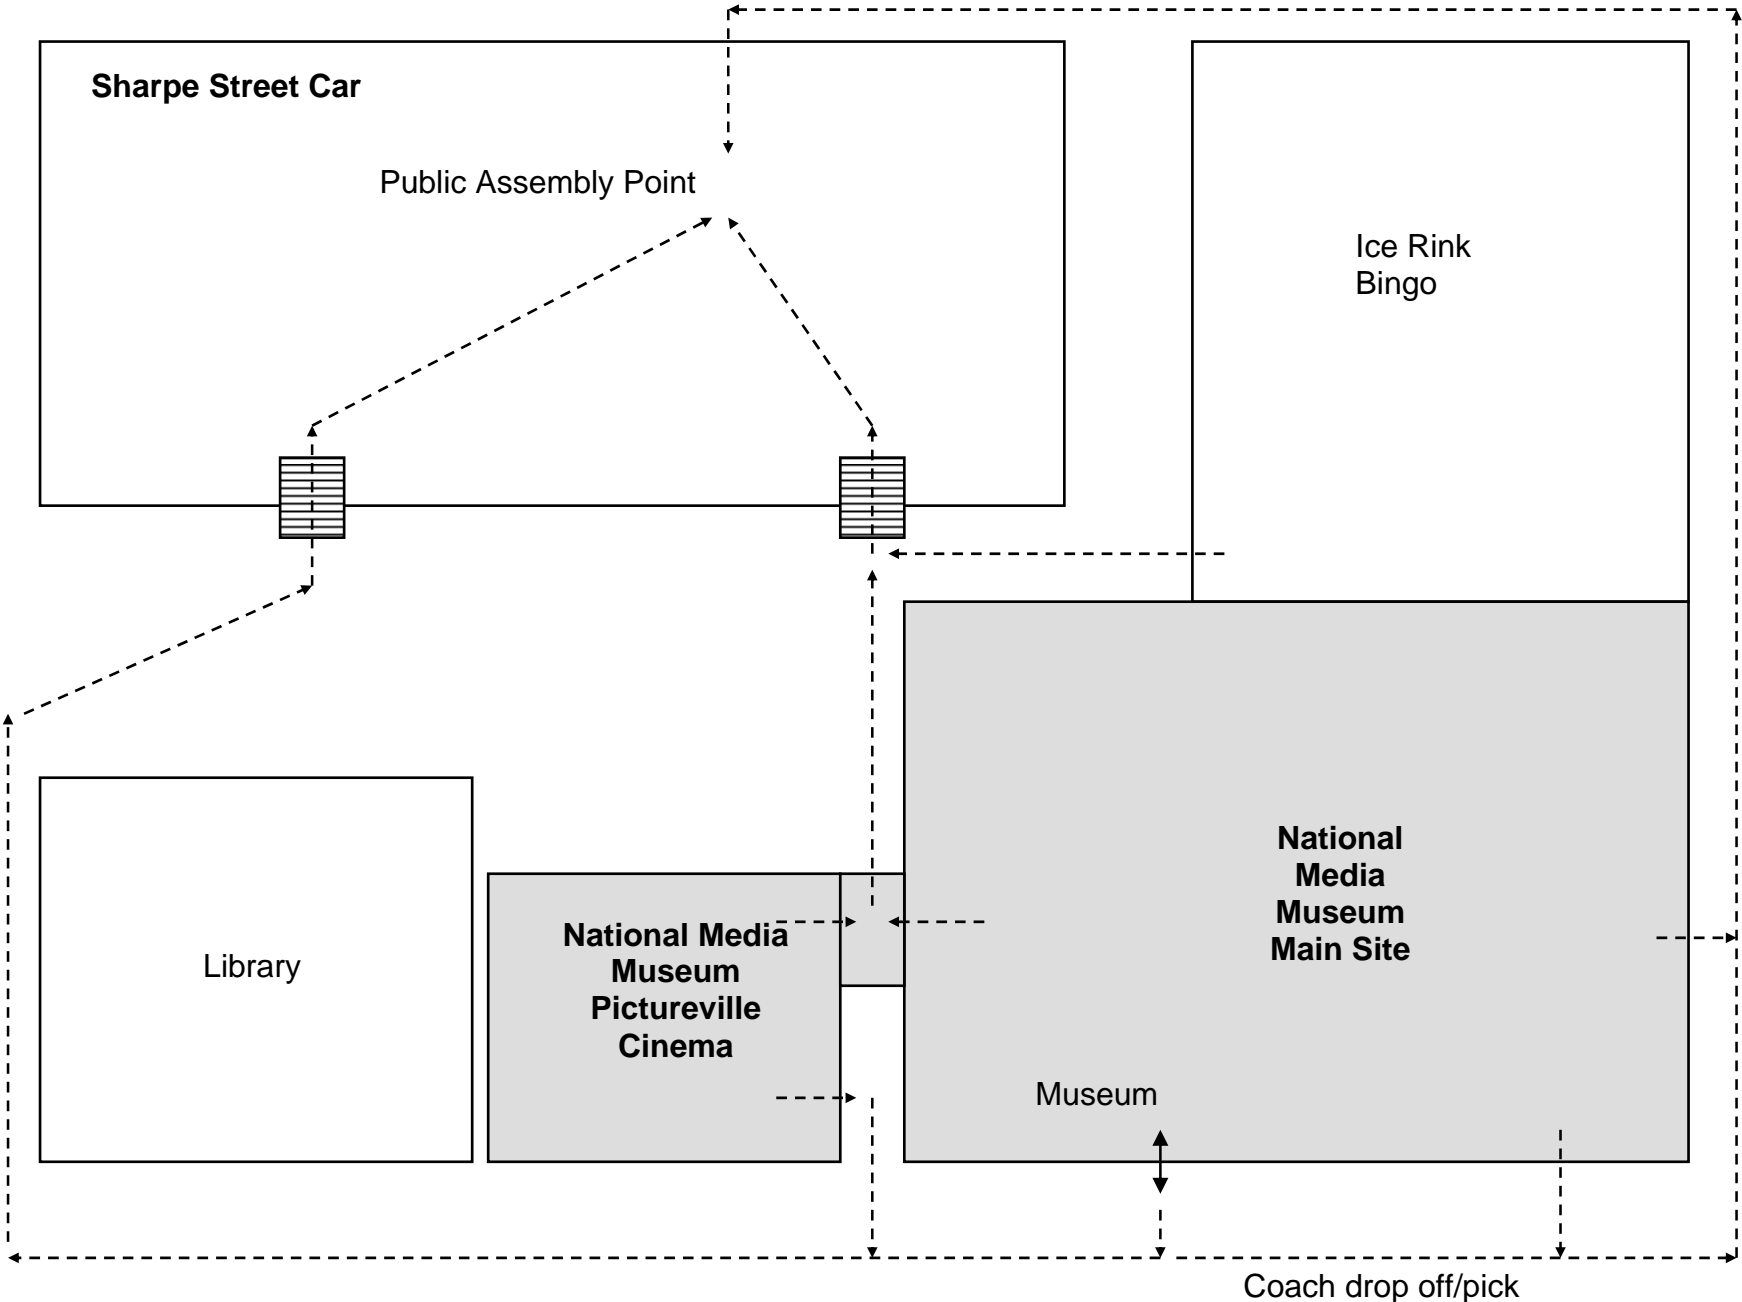 Sharpe Street Car
Public Assembly Point
Ice Rink
Bingo
National
Media
Museum
Main Site
National Media
Museum
Pictureville
Cinema
Library
Museum
Coach drop off/pick